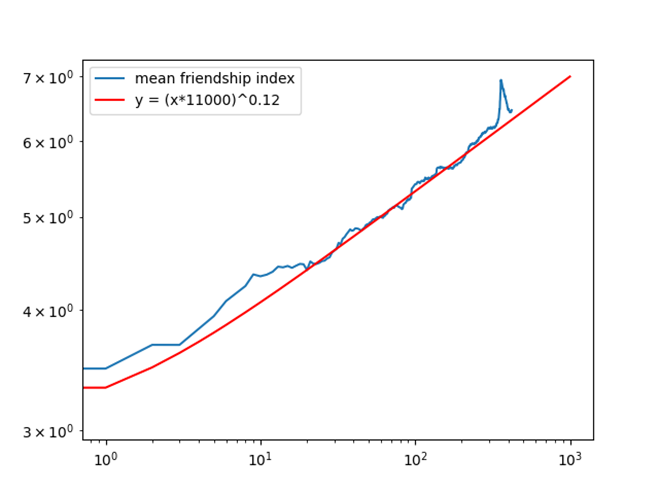 7 × 10⁰
6 × 10⁰
5 × 10⁰
4 × 10⁰
3 × 10⁰
mean friendship index
y = (x*11000)^0.12
10⁰ 10¹ 10² 10³